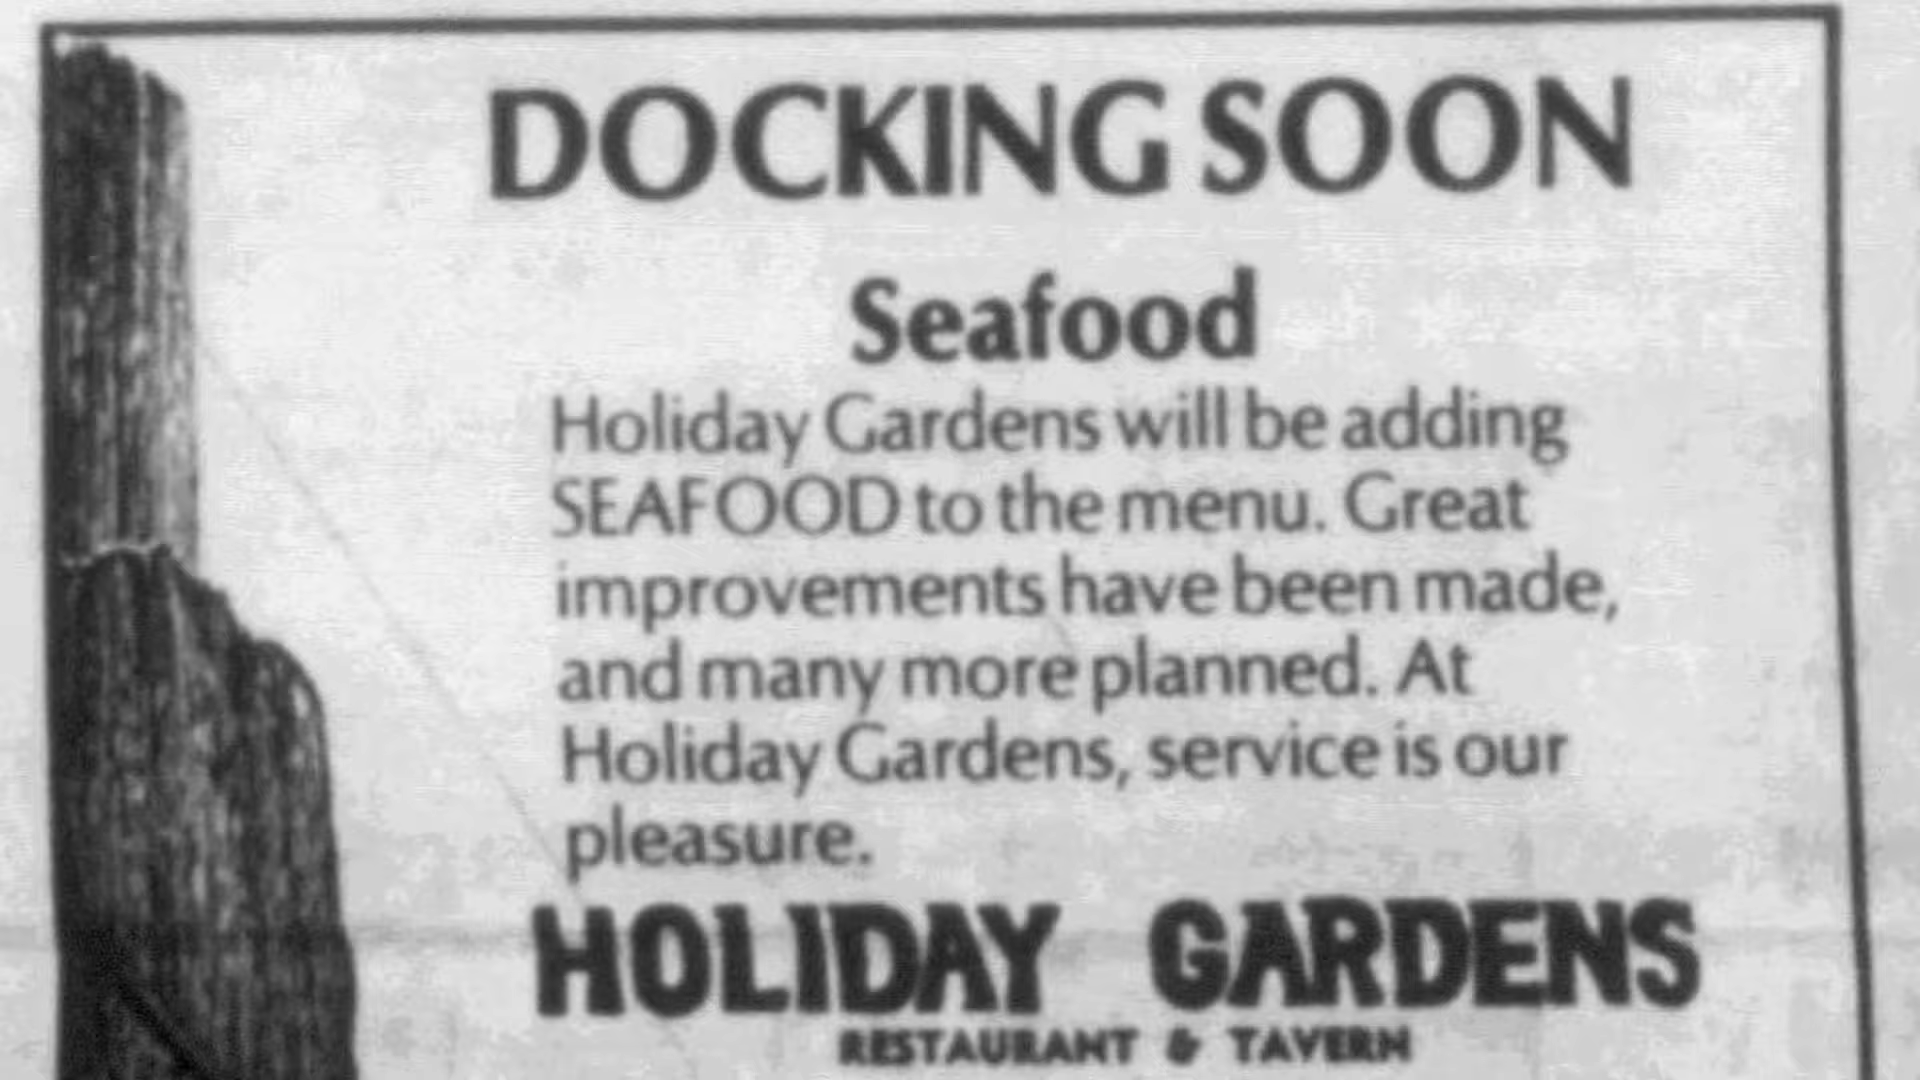 DOCKING SOON
Seafood
Holiday Gardens will be adding
SEAFOOD to the menu. Great
improvements have been made,
and many more planned. At
Holiday Gardens, service is our
pleasure.
HOLIDAY GARDENS
RESTAURANT & TAVERN